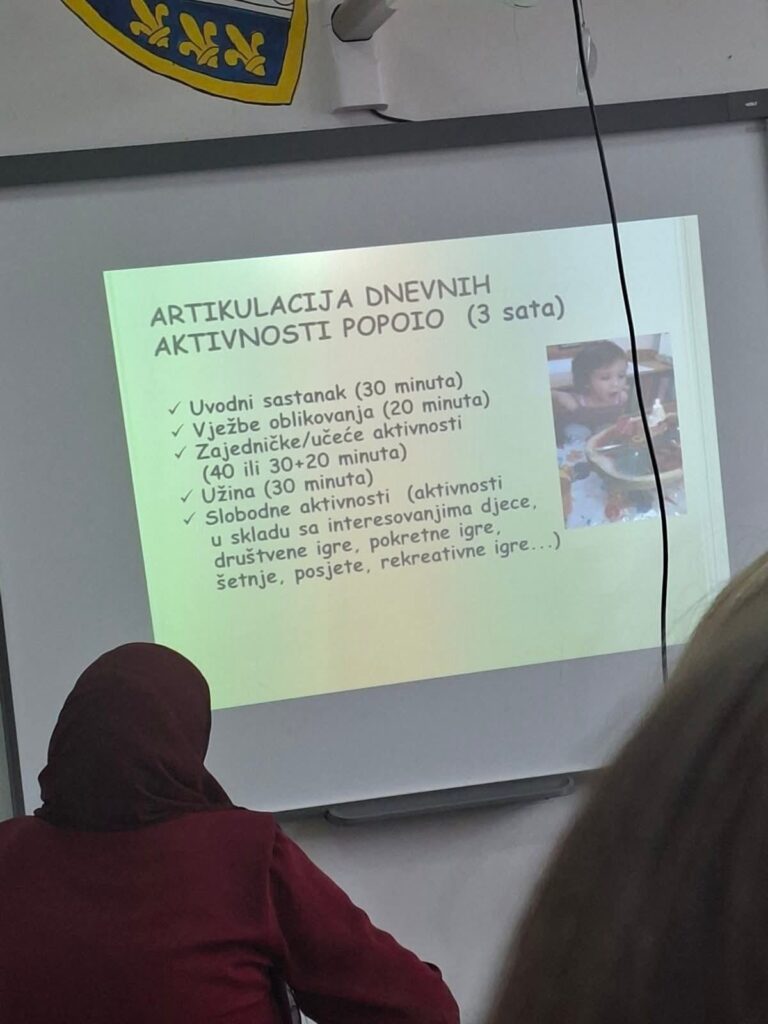 ARTIKULACIJA DNEVNIH
AKTIVNOSTI POPOIO (3 sata)
✓ Uvodni sastanak (30 minuta)
✓ Vježbe oblikovanja (20 minuta)
✓ Zajedničke/učeće aktivnosti
(40 ili 30+20 minuta)
✓ Užina (30 minuta)
✓ Slobodne aktivnosti (aktivnosti
u skladu sa interesovanjima djece,
društvene igre, pokretne igre,
šetnje, posjete, rekreativne igre...)